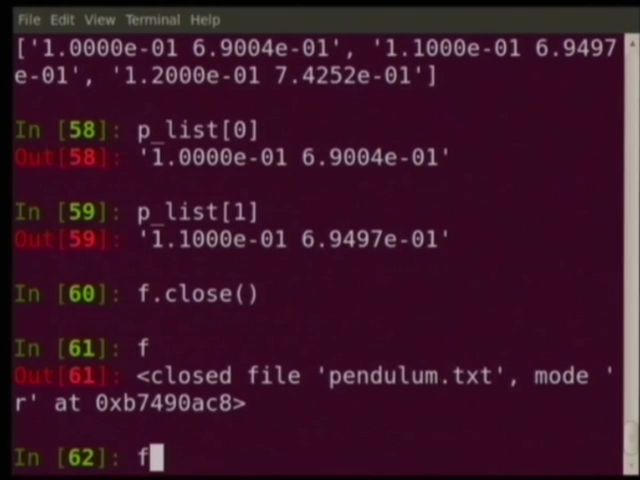 File Edit View Terminal Help
['1.0000e-01 6.9004e-01', '1.1000e-01 6.9497
e-01', '1.2000e-01 7.4252e-01']
In [58]: p_list[0]
Out[58]: '1.0000e-01 6.9004e-01'
In [59]: p_list[1]
Out[59]: '1.1000e-01 6.9497e-01'
In [60]: f.close()
In [61]: f
Out[61]: <closed file 'pendulum.txt', mode '
r' at 0xb7490ac8>
In [62]: f